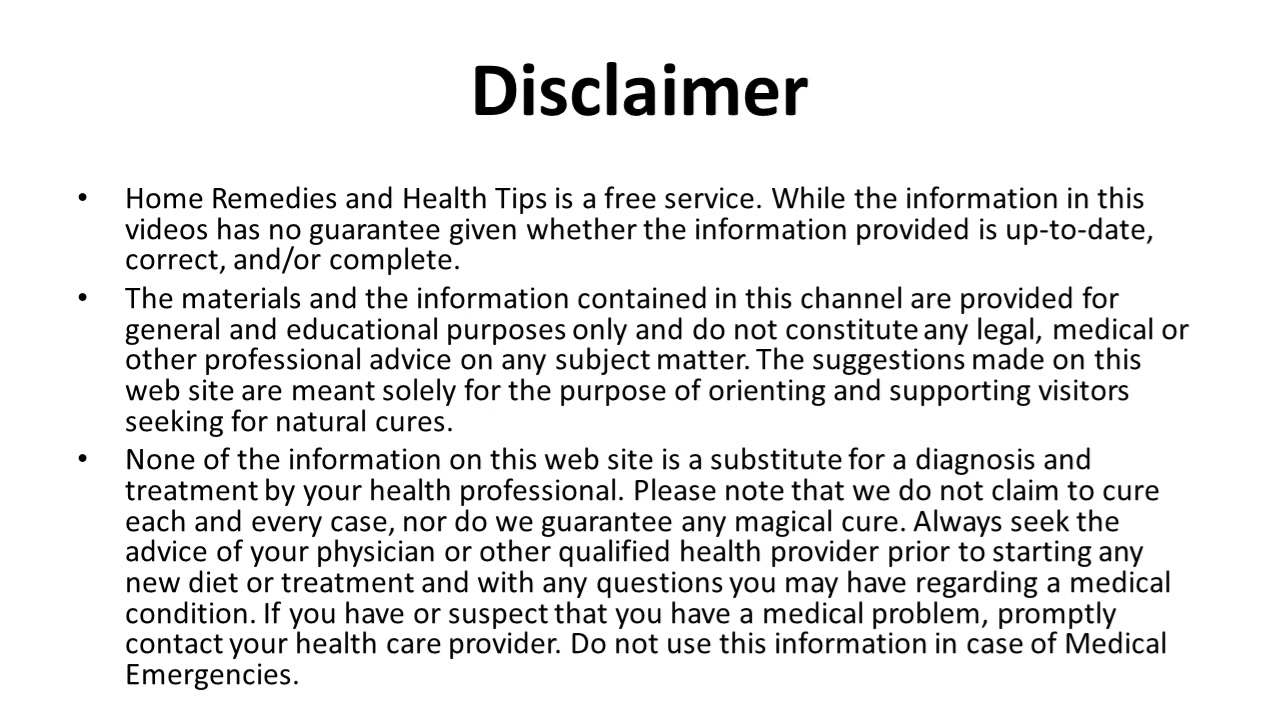 Disclaimer
• Home Remedies and Health Tips is a free service. While the information in this
videos has no guarantee given whether the information provided is up-to-date,
correct, and/or complete.
• The materials and the information contained in this channel are provided for
general and educational purposes only and do not constitute any legal, medical or
other professional advice on any subject matter. The suggestions made on this
web site are meant solely for the purpose of orienting and supporting visitors
seeking for natural cures.
• None of the information on this web site is a substitute for a diagnosis and
treatment by your health professional. Please note that we do not claim to cure
each and every case, nor do we guarantee any magical cure. Always seek the
advice of your physician or other qualified health provider prior to starting any
new diet or treatment and with any questions you may have regarding a medical
condition. If you have or suspect that you have a medical problem, promptly
contact your health care provider. Do not use this information in case of Medical
Emergencies.